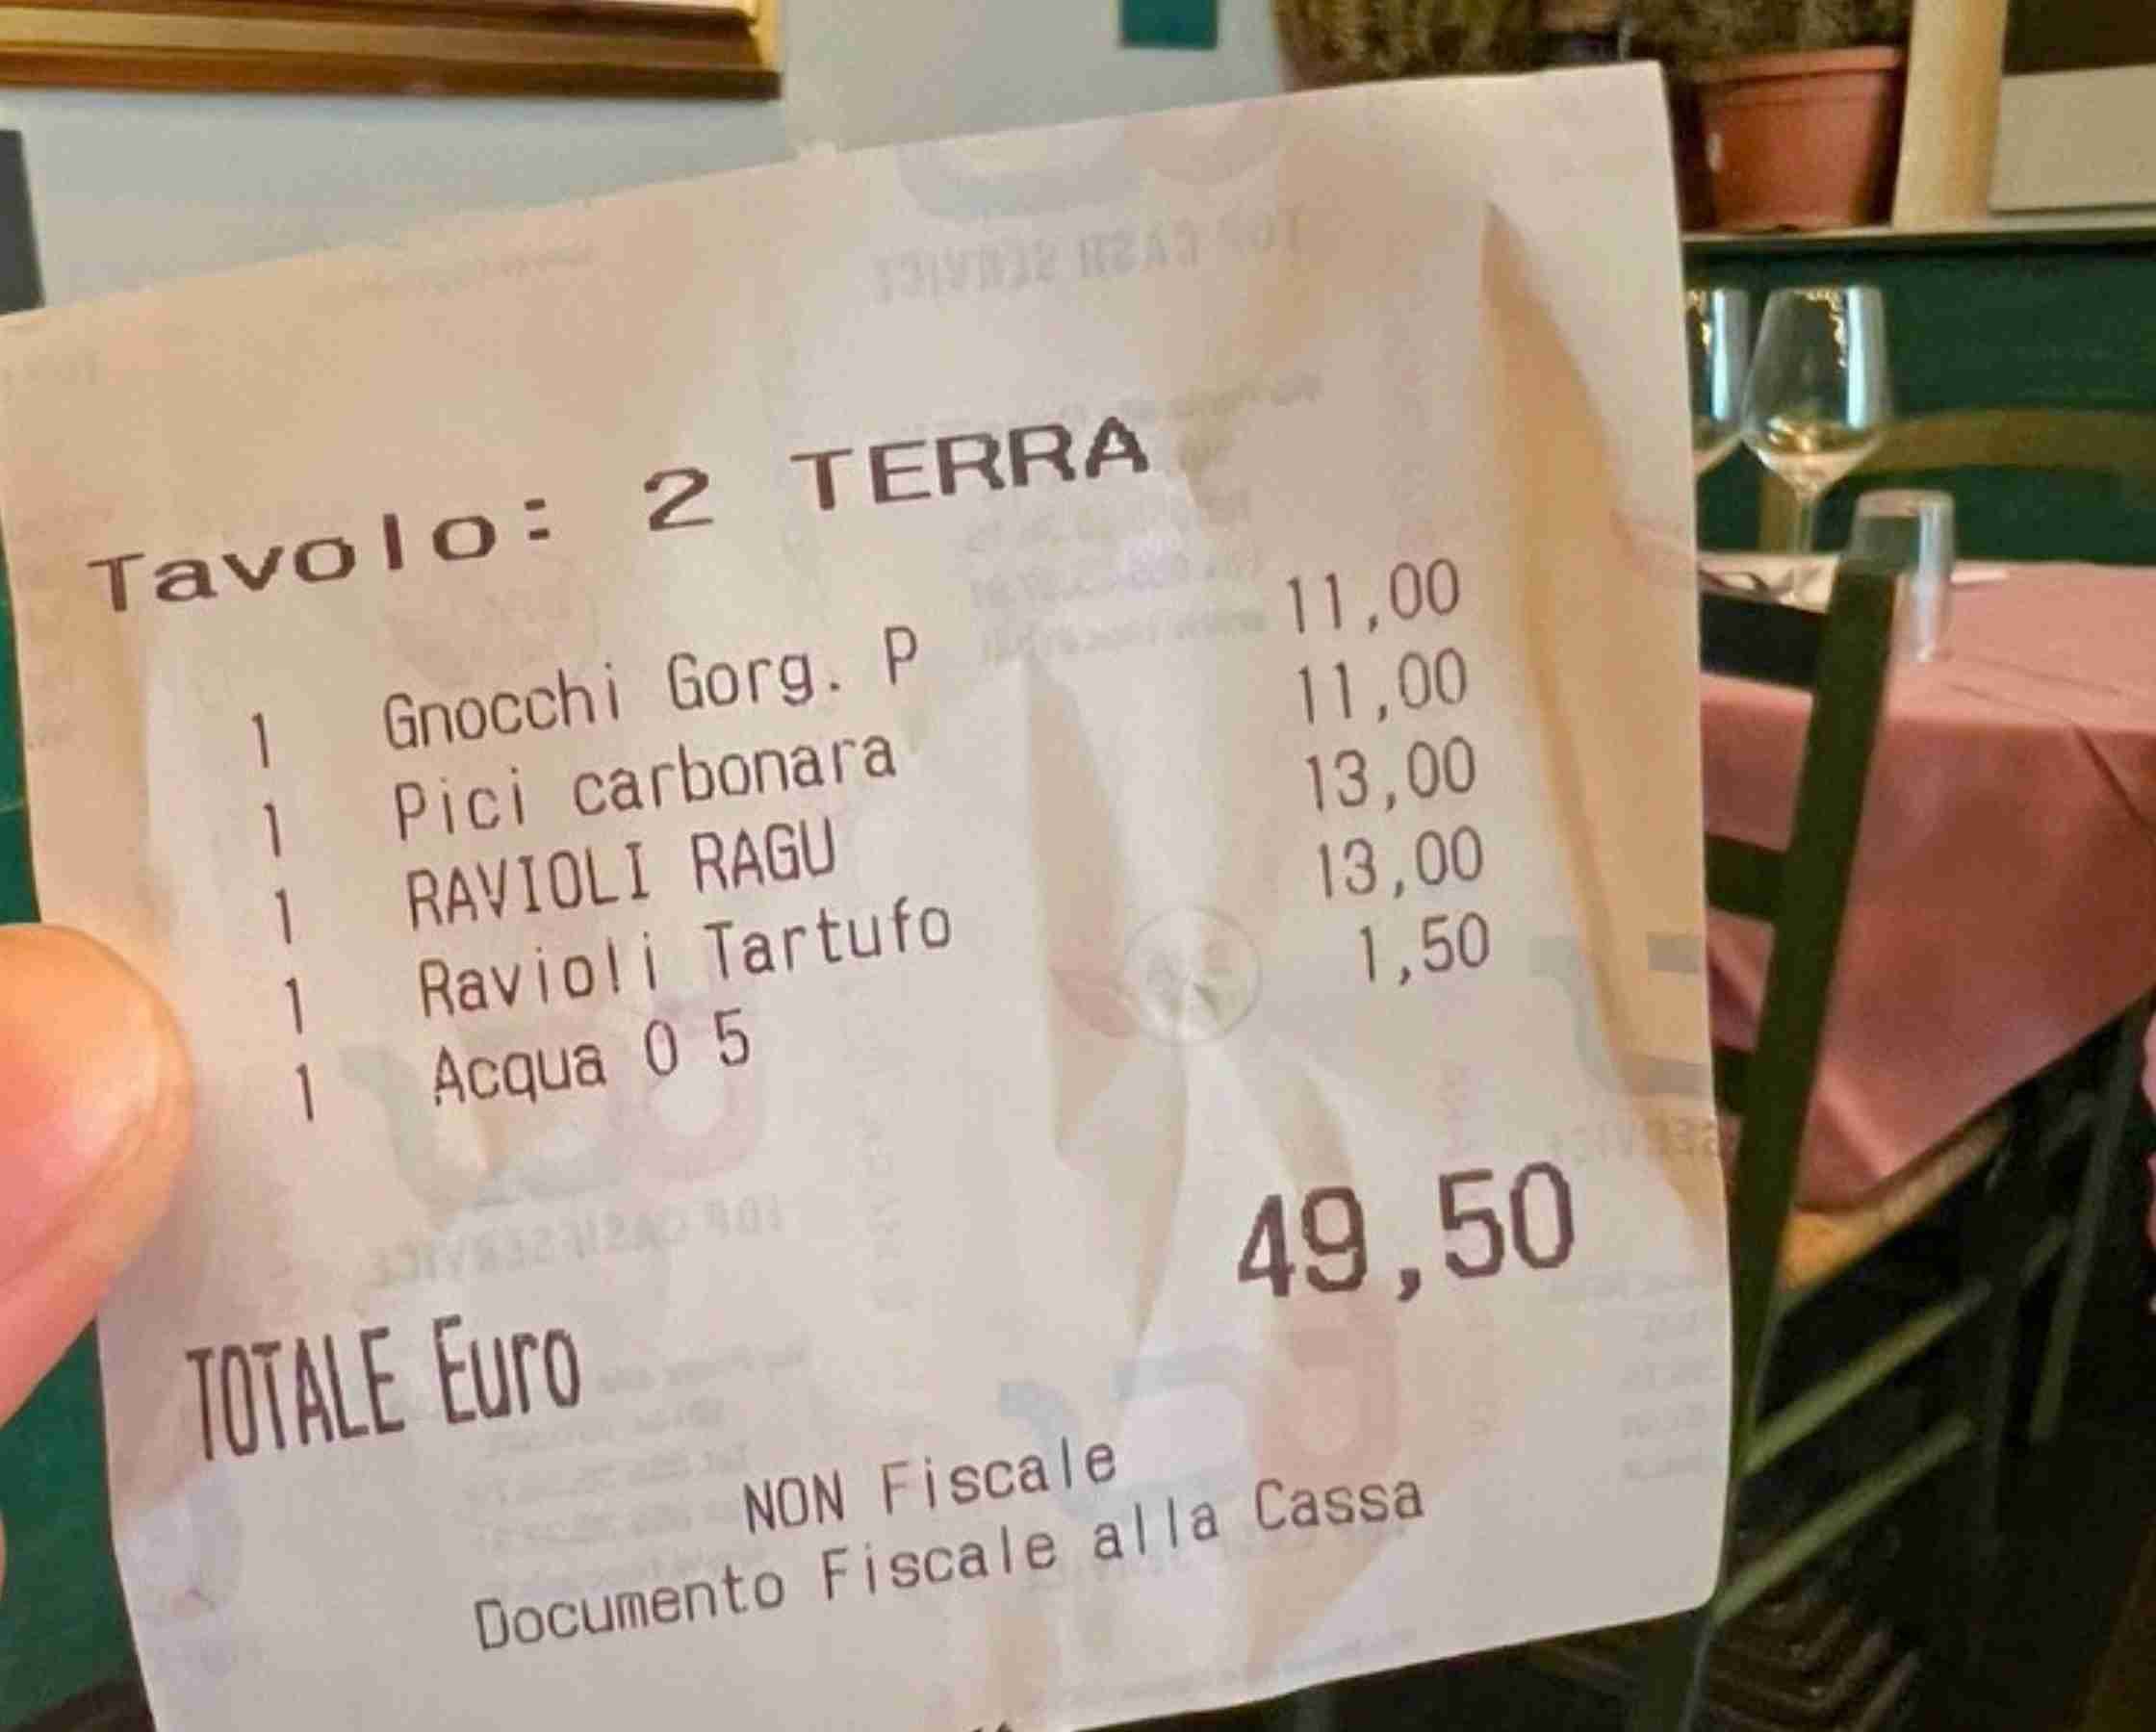 Tavolo: 2 TERRA
1 Gnocchi Gorg. P 11,00
1 Pici carbonara 11,00
1 RAVIOLI RAGU 13,00
1 Ravioli Tartufo 13,00
1 Acqua 0 5 1,50
TOTALE Euro 49,50
NON Fiscale
Documento Fiscale alla Cassa